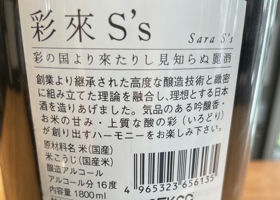 彩來 S's
Sara S's
彩の国より來たりし見知らぬ麗酒
創業より継承された高度な醸造技術と緻密
に組み立てた理論を融合し、理想とする日本
酒を造りあげました。気品のある吟醸香・
お米の甘み・上質な酸の彩(いろどり)
が創り出すハーモニーをお楽しみ下さい。
原材料名 米(国産)
米こうじ(国産米)
醸造アルコール
アルコール分 16度
内容量 1800ml
4965323656135